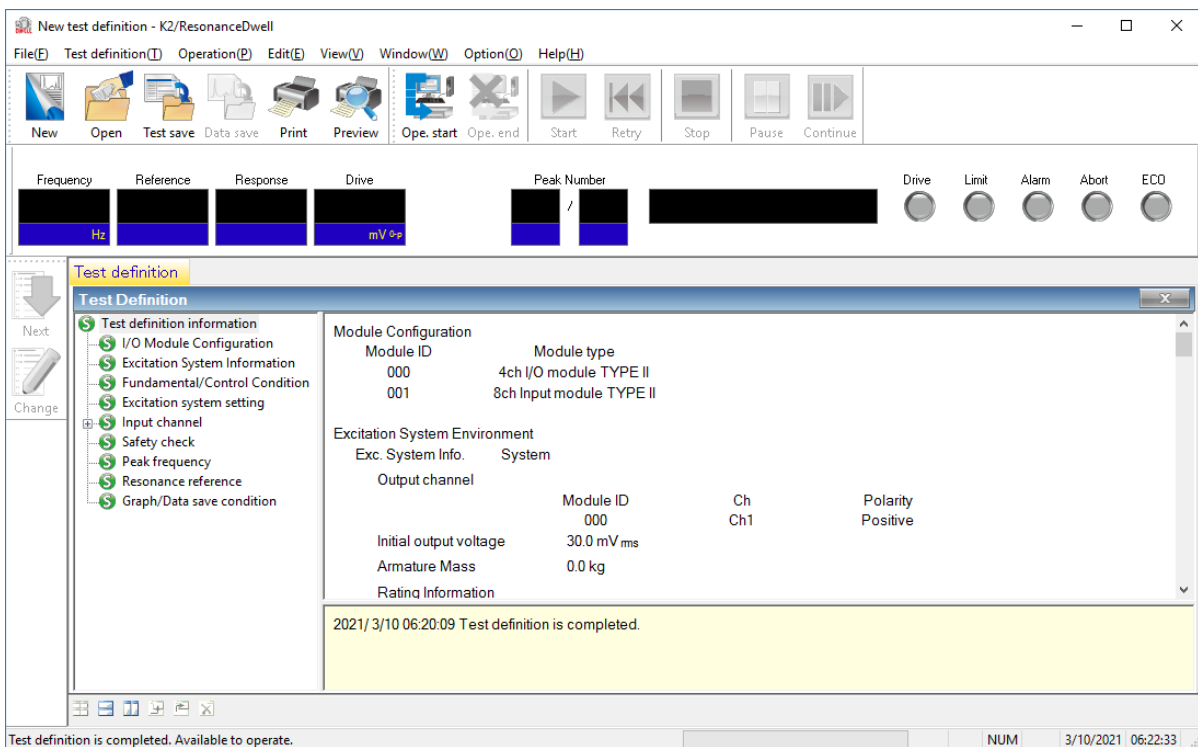 New test definition - K2/ResonanceDwell
File(F) Test definition(T) Operation(P) Edit(E) View(V) Window(W) Option(O) Help(H)
New Open Test save Data save Print Preview Ope. start Ope. end Start Retry Stop Pause Continue
Frequency Reference Response Drive Peak Number Drive Limit Alarm Abort ECO
/
Hz mV 0-p
Test definition
Test Definition
Next
Change
Test definition information
I/O Module Configuration
Excitation System Information
Fundamental/Control Condition
Excitation system setting
Input channel
Safety check
Peak frequency
Resonance reference
Graph/Data save condition
Module Configuration
Module ID Module type
000 4ch I/O module TYPE II
001 8ch Input module TYPE II
Excitation System Environment
Exc. System Info. System
Output channel
Module ID Ch Polarity
000 Ch1 Positive
Initial output voltage 30.0 mV rms
Armature Mass 0.0 kg
Rating Information
2021/ 3/10 06:20:09 Test definition is completed.
Test definition is completed. Available to operate. NUM 3/10/2021 06:22:33